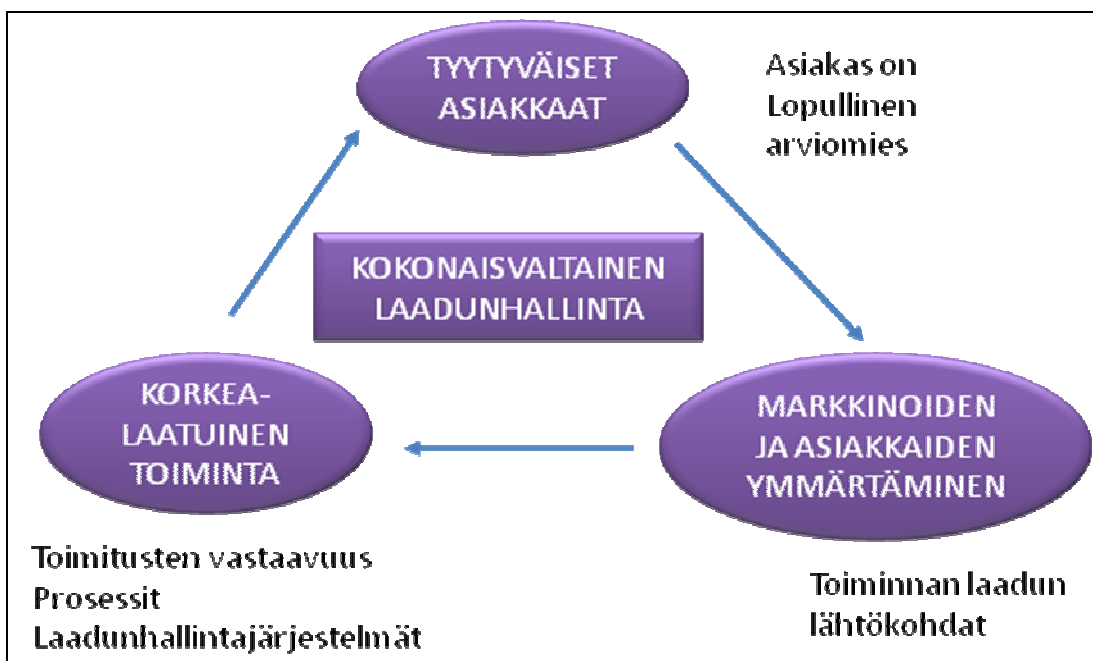 TYYTYVÄISET
ASIAKKAAT
Asiakas on
Lopullinen
arviomies
KOKONAISVALTAINEN
LAADUNHALLINTA
KORKEA-
LAATUINEN
TOIMINTA
MARKKINOIDEN
JA ASIAKKAIDEN
YMMÄRTÄMINEN
Toimitusten vastaavuus
Prosessit
Laadunhallintajärjestelmät
Toiminnan laadun
lähtökohdat